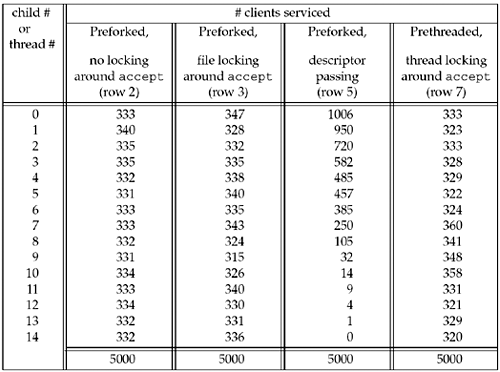 child # # clients serviced
or Preforked, Preforked, Preforked, Prethreaded,
thread #
no locking file locking descriptor thread locking
around accept around accept passing around accept
(row 2) (row 3) (row 5) (row 7)
0 333 347 1006 333
1 340 328 950 323
2 335 332 720 333
3 335 335 582 328
4 332 338 485 329
5 331 340 457 322
6 333 335 385 324
7 333 343 250 360
8 332 324 105 341
9 331 315 32 348
10 334 326 14 358
11 333 340 9 331
12 334 330 4 321
13 332 331 1 329
14 332 336 0 320
5000 5000 5000 5000